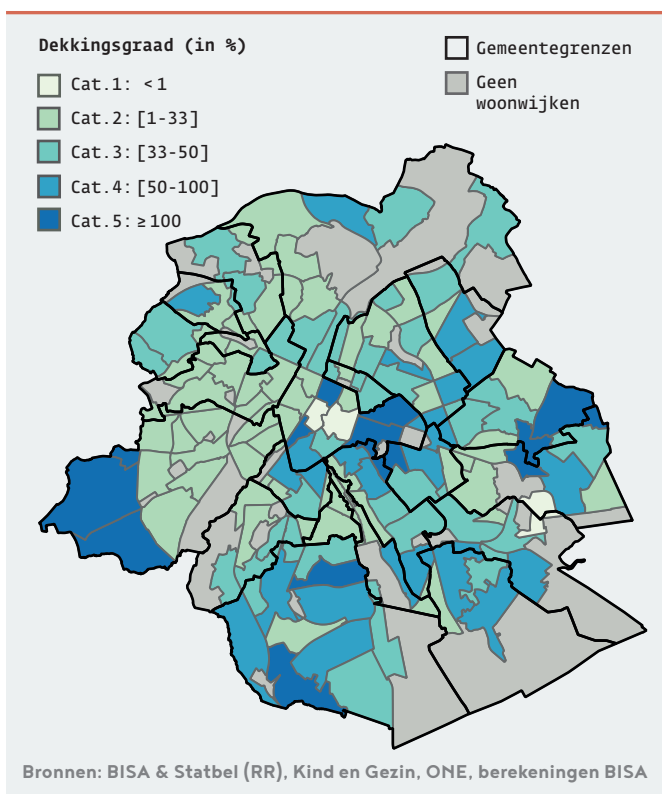 Dekkingsgraad (in %)
Cat.1: <1
Cat.2: [1-33]
Cat.3: [33-50]
Cat.4: [50-100]
Cat.5: ≥100
Gemeentegrenzen
Geen
woonwijken
Bronnen: BISA & Statbel (RR), Kind en Gezin, ONE, berekeningen BISA